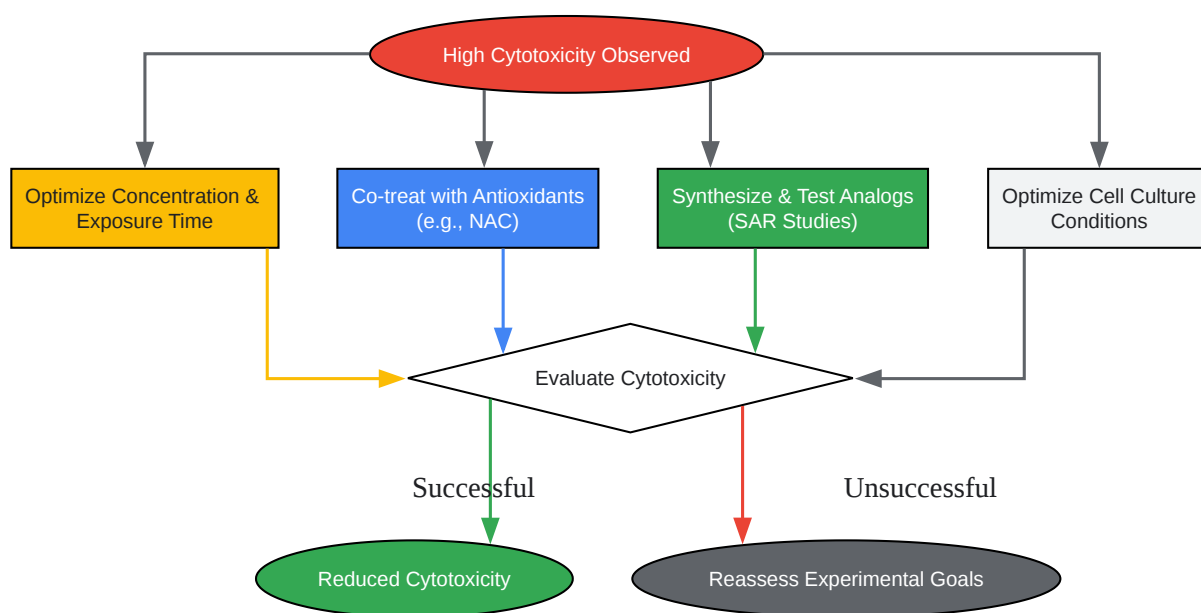 High Cytotoxicity Observed
Optimize Concentration &
Exposure Time
Co-treat with Antioxidants
(e.g., NAC)
Synthesize & Test Analogs
(SAR Studies)
Optimize Cell Culture
Conditions
Evaluate Cytotoxicity
Successful
Unsuccessful
Reduced Cytotoxicity
Reassess Experimental Goals